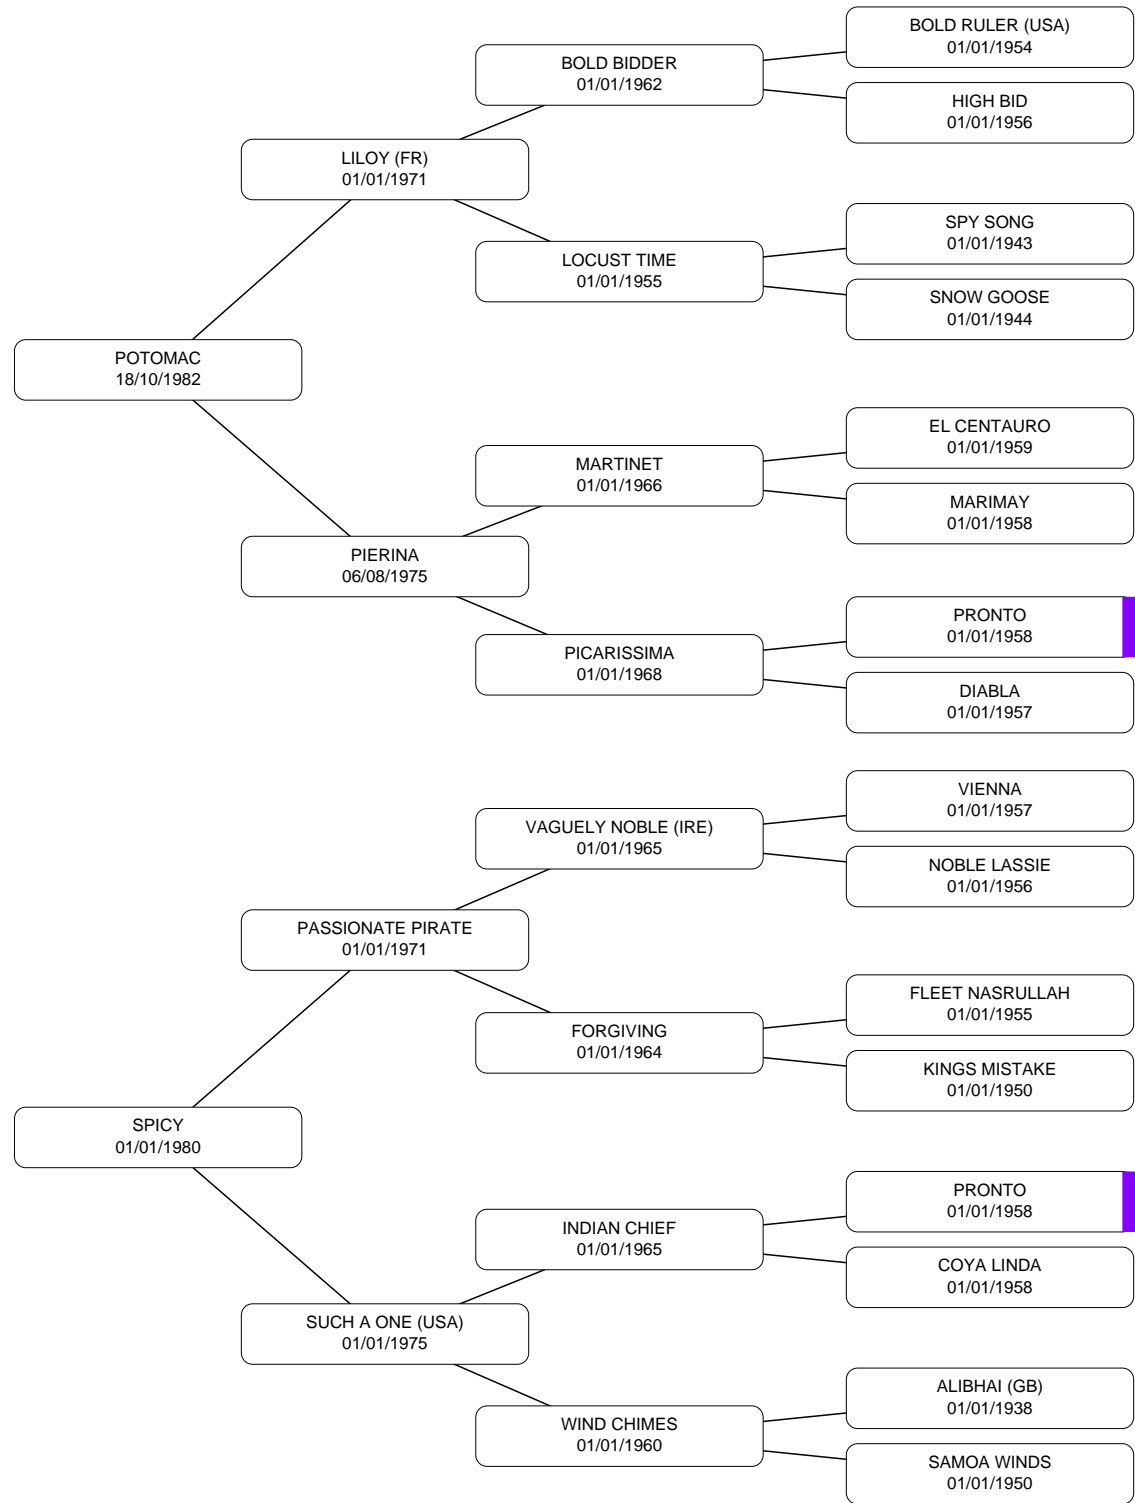 BOLD RULER (USA)
01/01/1954
BOLD BIDDER
01/01/1962
HIGH BID
01/01/1956
LILOY (FR)
01/01/1971
SPY SONG
01/01/1943
LOCUST TIME
01/01/1955
SNOW GOOSE
01/01/1944
POTOMAC
18/10/1982
EL CENTAURO
01/01/1959
MARTINET
01/01/1966
MARIMAY
01/01/1958
PIERINA
06/08/1975
PRONTO
01/01/1958
PICARISSIMA
01/01/1968
DIABLA
01/01/1957
VIENNA
01/01/1957
VAGUELY NOBLE (IRE)
01/01/1965
NOBLE LASSIE
01/01/1956
PASSIONATE PIRATE
01/01/1971
FLEET NASRULLAH
01/01/1955
FORGIVING
01/01/1964
KINGS MISTAKE
01/01/1950
SPICY
01/01/1980
PRONTO
01/01/1958
INDIAN CHIEF
01/01/1965
COYA LINDA
01/01/1958
SUCH A ONE (USA)
01/01/1975
ALIBHAI (GB)
01/01/1938
WIND CHIMES
01/01/1960
SAMOA WINDS
01/01/1950